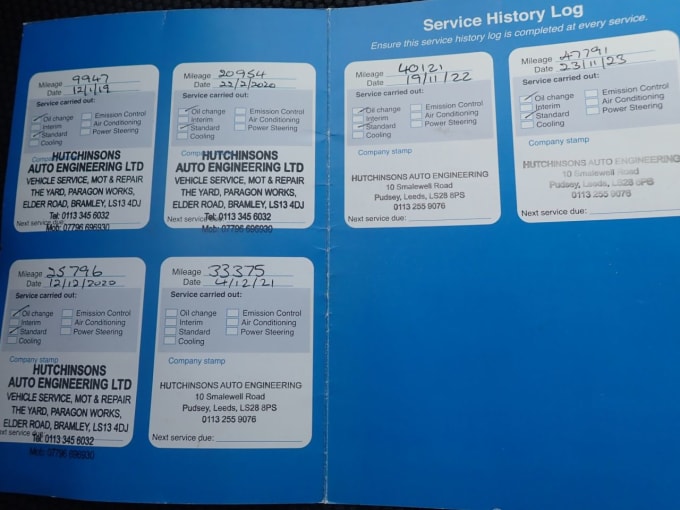 Service History Log
Ensure this service history log is completed at every service.
Mileage 9947
Date 12/1/19
Service carried out:
Oil change Emission Control
Interim Air Conditioning
Standard Power Steering
Cooling
Company stamp
HUTCHINSONS
AUTO ENGINEERING LTD
VEHICLE SERVICE, MOT & REPAIR
THE YARD, PARAGON WORKS,
ELDER ROAD, BRAMLEY, LS13 4DJ
Tel: 0113 345 6032
Next service due:
Mob: 07796 696930
Mileage 20954
Date 22/2/2020
Service carried out:
Oil change Emission Control
Interim Air Conditioning
Standard Power Steering
Cooling
Company stamp
HUTCHINSONS
AUTO ENGINEERING LTD
VEHICLE SERVICE, MOT & REPAIR
THE YARD, PARAGON WORKS,
ELDER ROAD, BRAMLEY, LS13 4DJ
Tel: 0113 345 6032
Next service due:
Mob: 07796 696930
Mileage 25796
Date 12/12/2020
Service carried out:
Oil change Emission Control
Interim Air Conditioning
Standard Power Steering
Cooling
Company stamp
HUTCHINSONS
AUTO ENGINEERING LTD
VEHICLE SERVICE, MOT & REPAIR
THE YARD, PARAGON WORKS,
ELDER ROAD, BRAMLEY, LS13 4DJ
service due:
Tel: 0113 345 6032
Mob: 07796 696930
Mileage 33375
Date 4/12/21
Service carried out:
Oil change Emission Control
Interim Air Conditioning
Standard Power Steering
Cooling
Company stamp
HUTCHINSONS AUTO ENGINEERING
10 Smalewell Road
Pudsey, Leeds, LS28 8PS
0113 255 9076
Next service due:
Mileage 40121
Date 19/11/22
Service carried out:
Oil change Emission Control
Interim Air Conditioning
Standard Power Steering
Cooling
Company stamp
HUTCHINSONS AUTO ENGINEERING
10 Smalewell Road
Pudsey, Leeds, LS28 8PS
0113 255 9076
Next service due:
Mileage 47791
Date 23/11/23
Service carried out:
Oil change Emission Control
Interim Air Conditioning
Standard Power Steering
Cooling
Company stamp
HUTCHINSONS AUTO ENGINEERING
10 Smalewell Road
Pudsey, Leeds, LS28 8PS
0113 255 9076
Next service due: